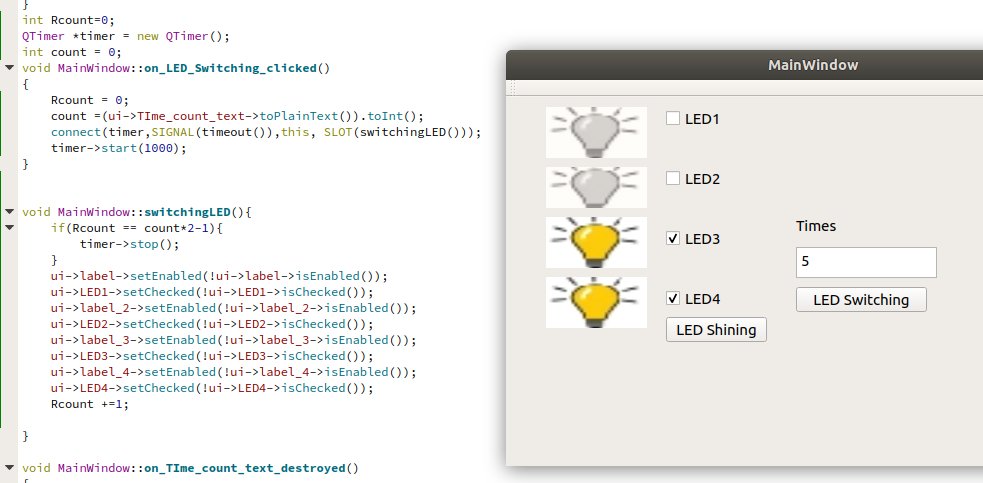 }
int Rcount=0;
QTimer *timer = new QTimer();
int count = 0;
void MainWindow::on_LED_Switching_clicked()
{
    Rcount = 0;
    count =(ui->TIme_count_text->toPlainText()).toInt();
    connect(timer,SIGNAL(timeout()),this, SLOT(switchingLED()));
    timer->start(1000);
}
void MainWindow::switchingLED(){
    if(Rcount == count*2-1){
        timer->stop();
    }
    ui->label->setEnabled(!ui->label->isEnabled());
    ui->LED1->setChecked(!ui->LED1->isChecked());
    ui->label_2->setEnabled(!ui->label_2->isEnabled());
    ui->LED2->setChecked(!ui->LED2->isChecked());
    ui->label_3->setEnabled(!ui->label_3->isEnabled());
    ui->LED3->setChecked(!ui->LED3->isChecked());
    ui->label_4->setEnabled(!ui->label_4->isEnabled());
    ui->LED4->setChecked(!ui->LED4->isChecked());
    Rcount +=1;
}
void MainWindow::on_TIme_count_text_destroyed()
{
MainWindow
LED1
LED2
LED3
LED4
LED Shining
Times
5
LED Switching